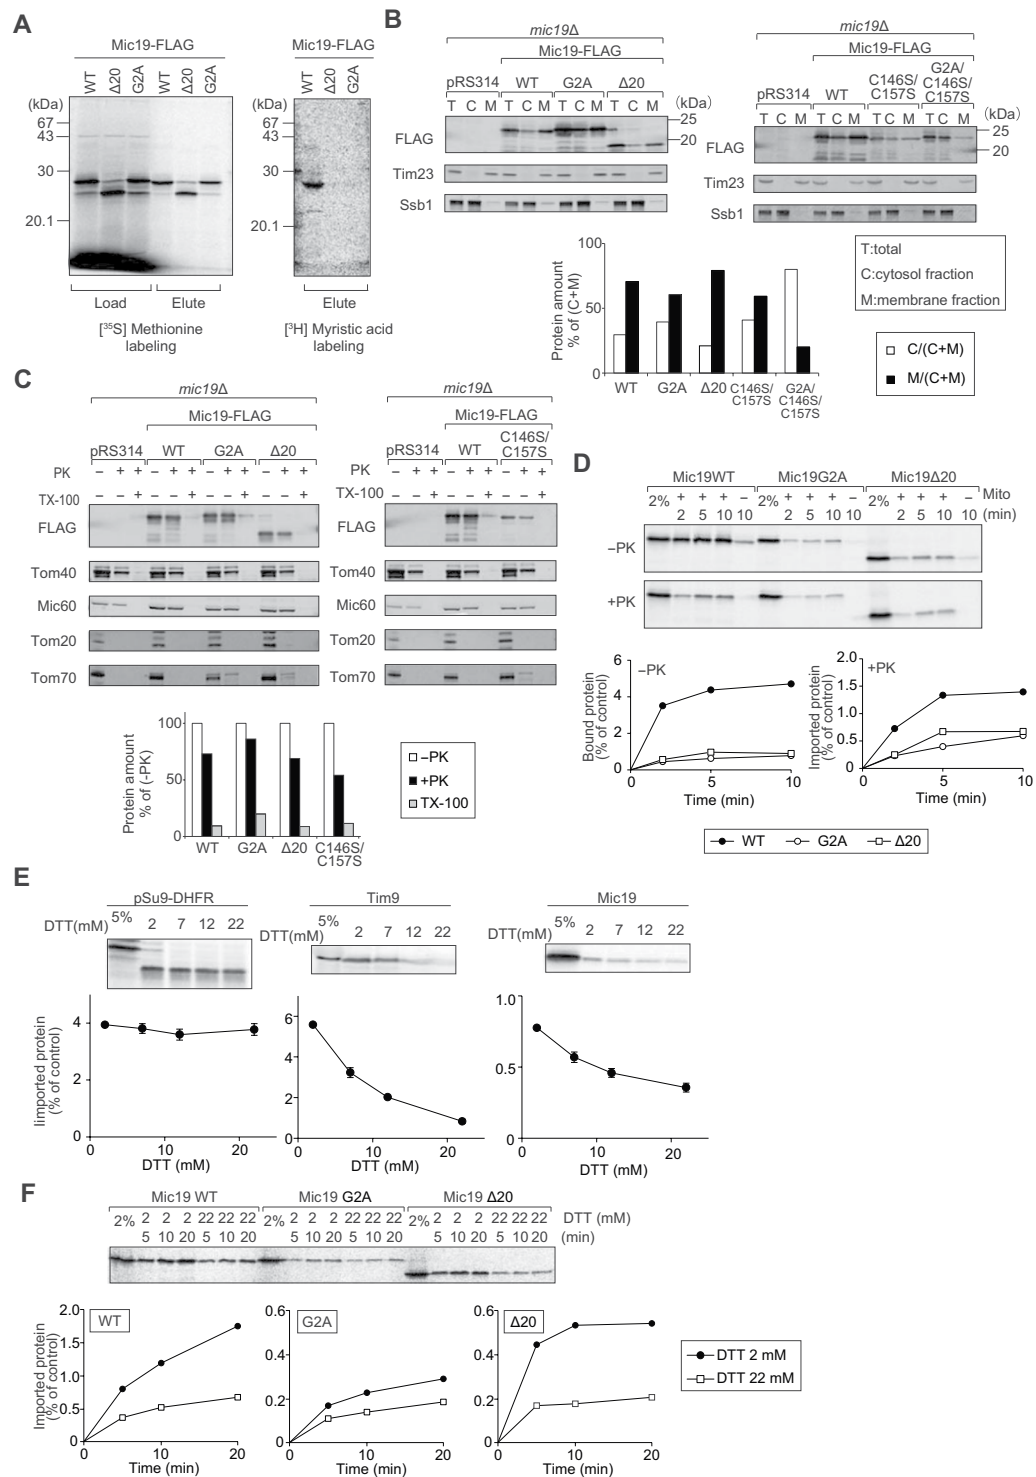 A
Mic19-FLAG
WT Δ20 G2A WT Δ20 G2A
(kDa)
67
43
30
20.1
Load Elute
[³⁵S] Methionine
labeling
Mic19-FLAG
WT Δ20 G2A
(kDa)
67
43
30
20.1
Elute
[³H] Myristic acid
labeling
B
mic19Δ
Mic19-FLAG
pRS314 WT G2A Δ20
T C M T C M T C M T C M (kDa)
FLAG
25
20
Tim23
Ssb1
mic19Δ
Mic19-FLAG
pRS314 WT C146S/C157S G2A/C146S/C157S
T C M T C M T C M T C M (kDa)
FLAG
25
20
Tim23
Ssb1
Protein amount
% of (C+M)
100
50
0
WT G2A Δ20 C146S/C157S G2A/C146S/C157S
T:total
C:cytosol fraction
M:membrane fraction
C/(C+M)
M/(C+M)
C
mic19Δ
Mic19-FLAG
pRS314 WT G2A Δ20
PK – + + – + + – + + – + +
TX-100 – – + – – + – – + – – +
FLAG
Tom40
Mic60
Tom20
Tom70
mic19Δ
Mic19-FLAG
pRS314 WT C146S/C157S
PK – + + – + + – + +
TX-100 – – + – – + – – +
FLAG
Tom40
Mic60
Tom20
Tom70
Protein amount
% of (-PK)
100
50
0
WT G2A Δ20 C146S/C157S
–PK
+PK
TX-100
D
Mic19WT Mic19G2A Mic19Δ20
2% + + + – 2% + + + – 2% + + + – Mito
2 5 10 10 2 5 10 10 2 5 10 10 (min)
–PK
+PK
Bound protein
(% of control)
6
4
2
0
–PK
0 5 10
Time (min)
Imported protein
(% of control)
2.0
1.5
1.0
0.5
0
+PK
0 5 10
Time (min)
WT G2A Δ20
E
pSu9-DHFR
DTT(mM) 5% 2 7 12 22
Tim9
DTT(mM) 5% 2 7 12 22
Mic19
DTT(mM) 5% 2 7 12 22
Iimported protein
(% of control)
4
2
0
0 10 20
DTT (mM)
6
4
2
0
0 10 20
DTT (mM)
1.0
0.5
0
0 10 20
DTT (mM)
F
Mic19 WT Mic19 G2A Mic19 Δ20
2% 2 2 2 22 22 22 2% 2 2 2 22 22 22 2% 2 2 2 22 22 22 DTT (mM)
5 10 20 5 10 20 5 10 20 5 10 20 5 10 20 5 10 20 (min)
Imported protein
(% of control)
2.0
1.5
1.0
0.5
0
WT
0 10 20
Time (min)
0.6
0.4
0.2
0
G2A
0 10 20
Time (min)
0.6
0.4
0.2
0
Δ20
0 10 20
Time (min)
DTT 2 mM
DTT 22 mM